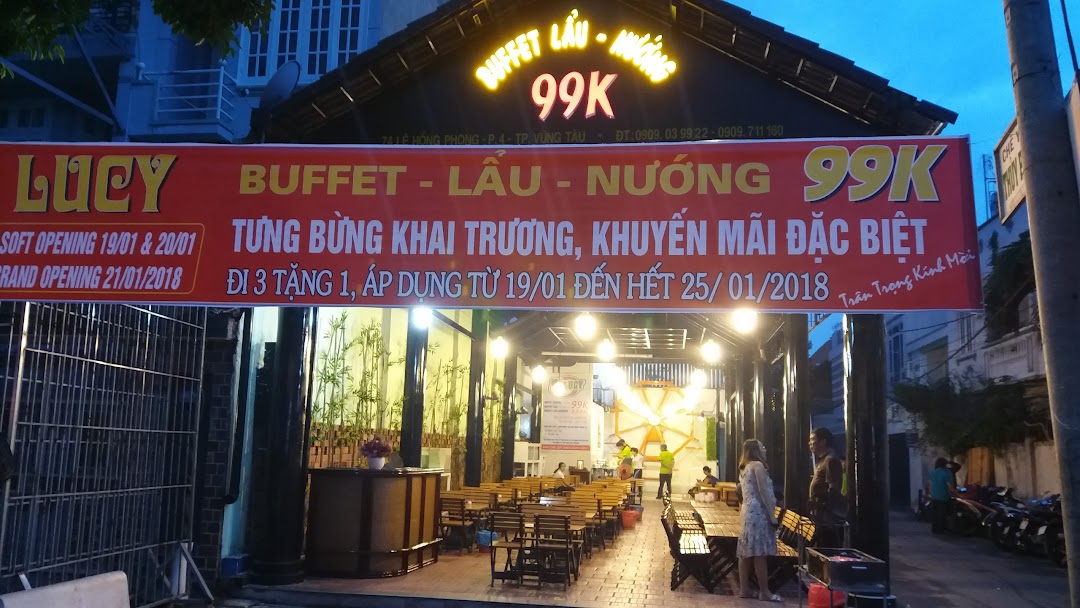 BUFFET LẨU - NƯỚNG
99K
74 LÊ HỒNG PHONG - P. 4 - TP. VŨNG TÀU * ĐT: 0909. 03 99 22 - 0909. 711 160
LUCY
BUFFET - LẨU - NƯỚNG 99K
SOFT OPENING 19/01 & 20/01
GRAND OPENING 21/01/2018
TƯNG BỪNG KHAI TRƯƠNG, KHUYẾN MÃI ĐẶC BIỆT
ĐI 3 TẶNG 1, ÁP DỤNG TỪ 19/01 ĐẾN HẾT 25/ 01/2018
Trân Trọng Kính Mời
99K